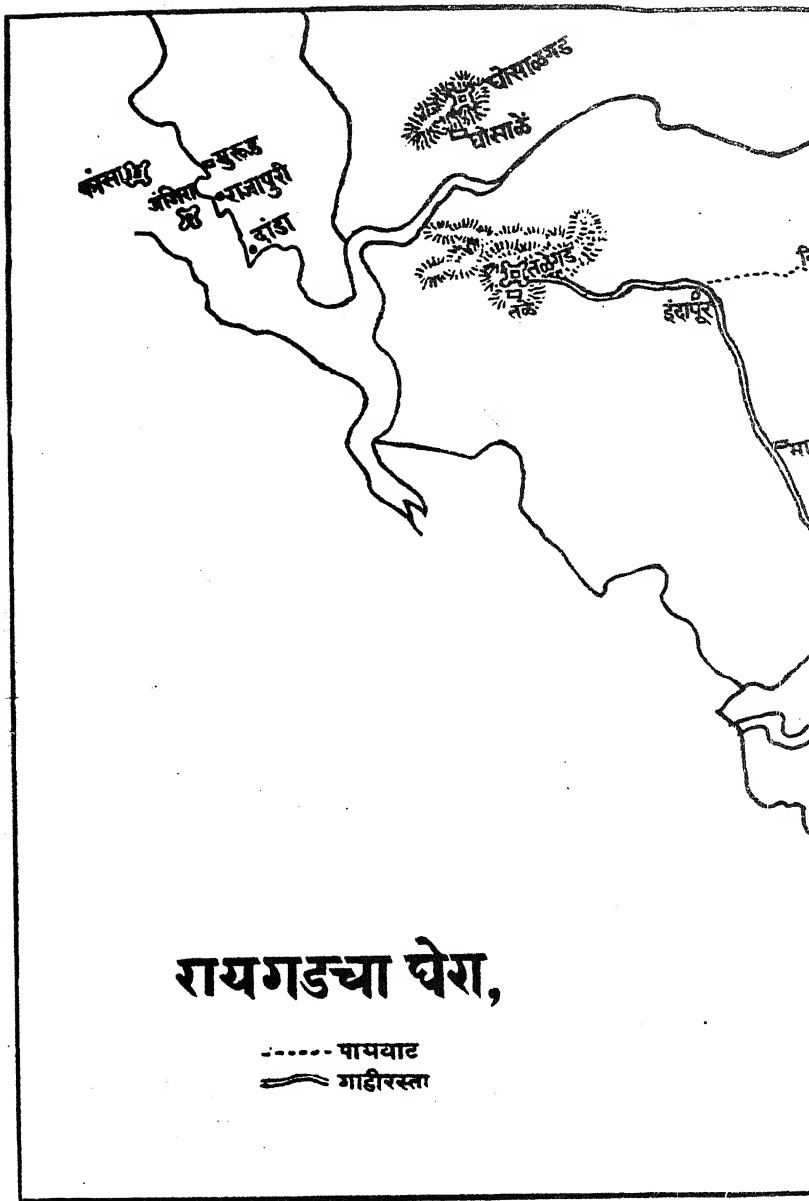 घोसाळगड
घोसाळें
कांसा
मुरूड
जंजिरा
राजापुरी
दांडा
तळेगड
तळें
इंदापूर
मा
रायगडचा घेरा,
पायवाट
गाडीरस्ता